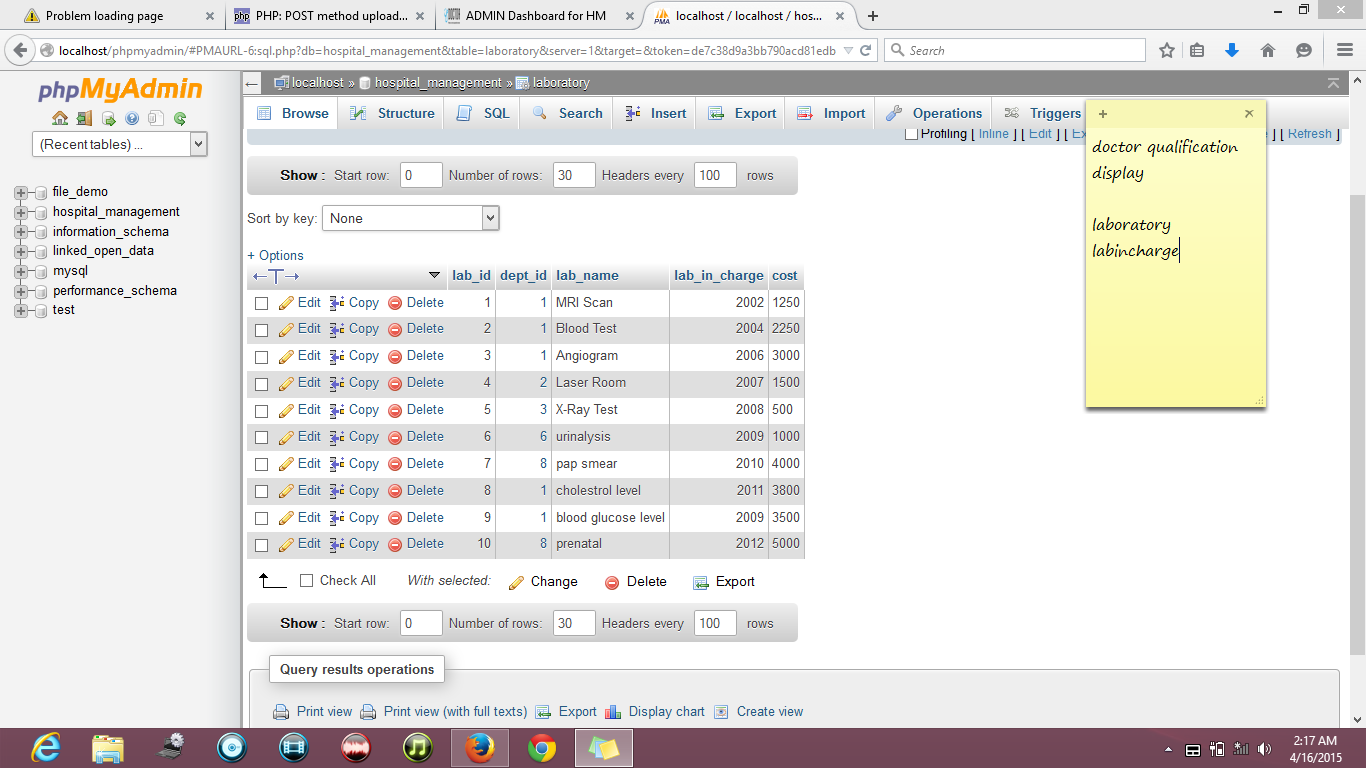 Problem loading page
PHP: POST method upload...
ADMIN Dashboard for HM
localhost / localhost / hos...
localhost/phpmyadmin/#PMAURL-6:sql.php?db=hospital_management&table=laboratory&server=1&target=&token=de7c38d9a3bb790acd81edb
Search
phpMyAdmin
(Recent tables) ...
file_demo
hospital_management
information_schema
linked_open_data
mysql
performance_schema
test
localhost » hospital_management » laboratory
Browse Structure SQL Search Insert Export Import Operations Triggers
Profiling [ Inline ] [ Edit ] [ Ex [ Refresh ]
Show : Start row: 0 Number of rows: 30 Headers every 100 rows
Sort by key: None
+ Options
←T→ lab_id dept_id lab_name lab_in_charge cost
Edit Copy Delete 1 1 MRI Scan 2002 1250
Edit Copy Delete 2 1 Blood Test 2004 2250
Edit Copy Delete 3 1 Angiogram 2006 3000
Edit Copy Delete 4 2 Laser Room 2007 1500
Edit Copy Delete 5 3 X-Ray Test 2008 500
Edit Copy Delete 6 6 urinalysis 2009 1000
Edit Copy Delete 7 8 pap smear 2010 4000
Edit Copy Delete 8 1 cholestrol level 2011 3800
Edit Copy Delete 9 1 blood glucose level 2009 3500
Edit Copy Delete 10 8 prenatal 2012 5000
Check All With selected: Change Delete Export
Show : Start row: 0 Number of rows: 30 Headers every 100 rows
Query results operations
Print view Print view (with full texts) Export Display chart Create view
doctor qualification
display
laboratory
labincharge
2:17 AM
4/16/2015